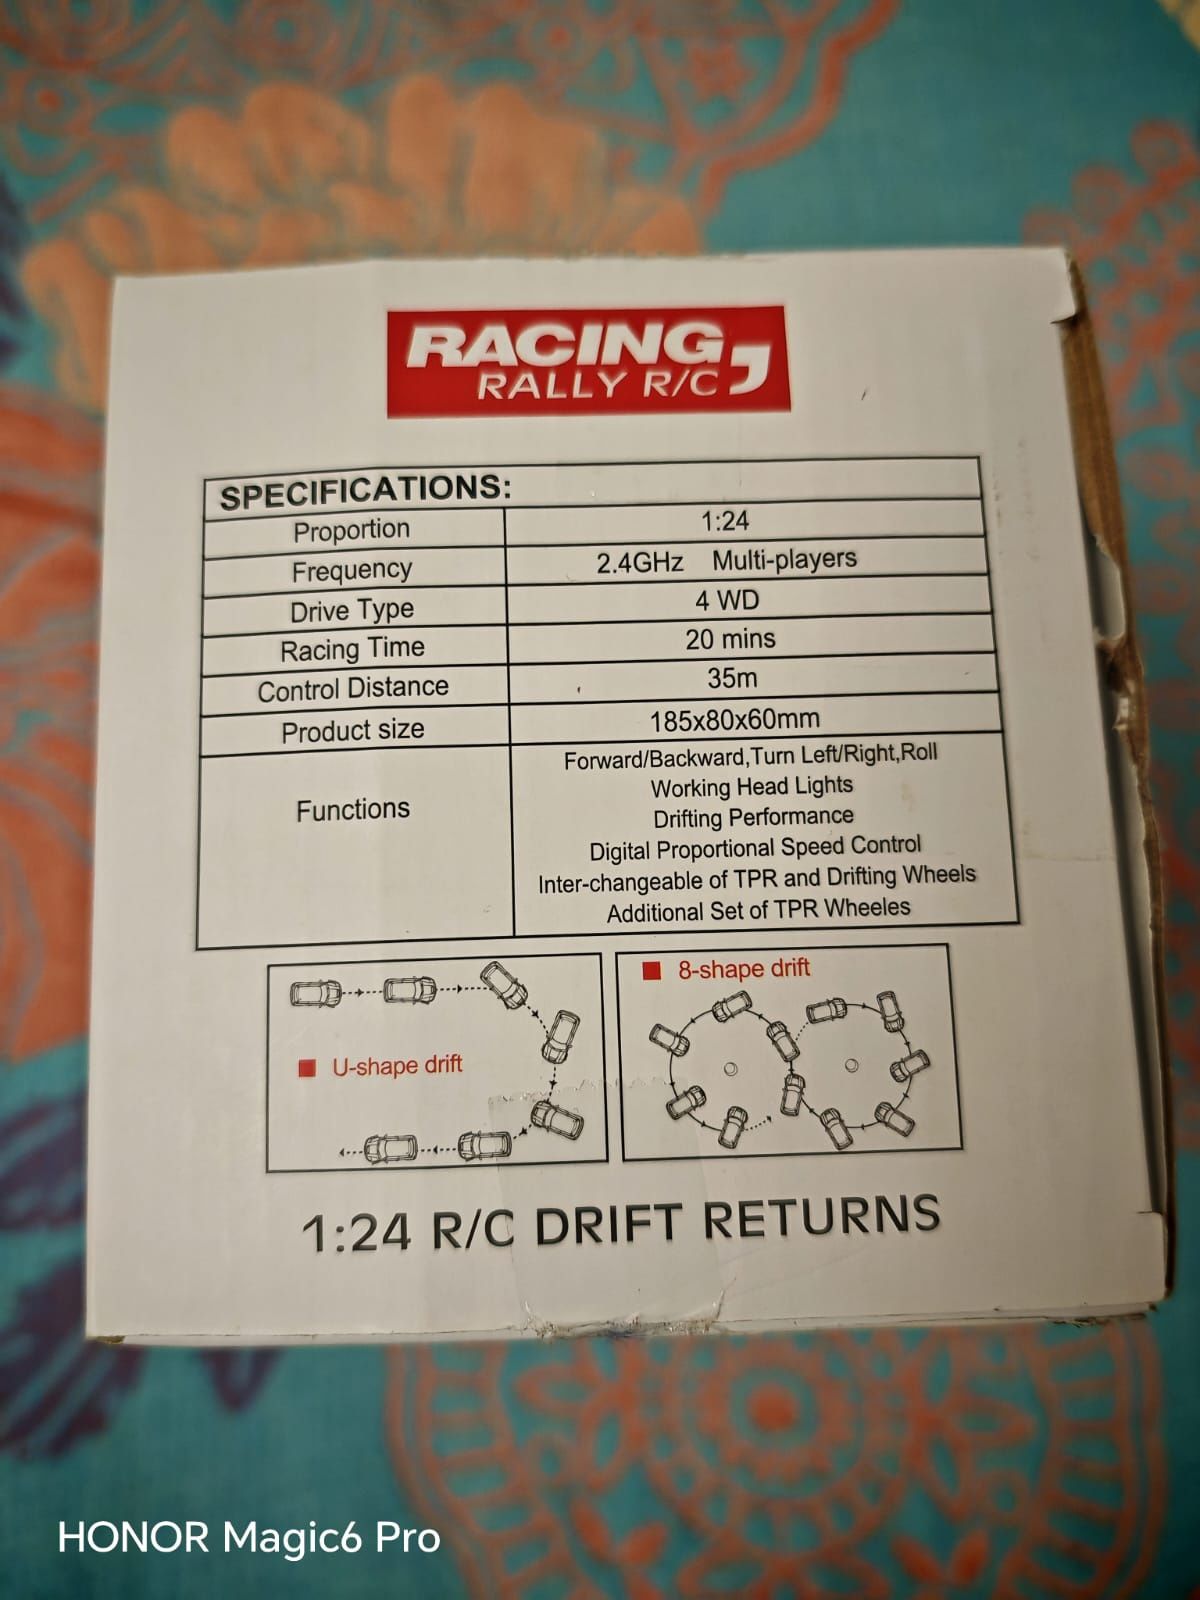 RACING,
RALLY R/C
SPECIFICATIONS:
Proportion 1:24
Frequency 2.4GHz Multi-players
Drive Type 4 WD
Racing Time 20 mins
Control Distance 35m
Product size 185x80x60mm
Functions
Forward/Backward,Turn Left/Right,Roll
Working Head Lights
Drifting Performance
Digital Proportional Speed Control
Inter-changeable of TPR and Drifting Wheels
Additional Set of TPR Wheeles
U-shape drift
8-shape drift
1:24 R/C DRIFT RETURNS
HONOR Magic6 Pro